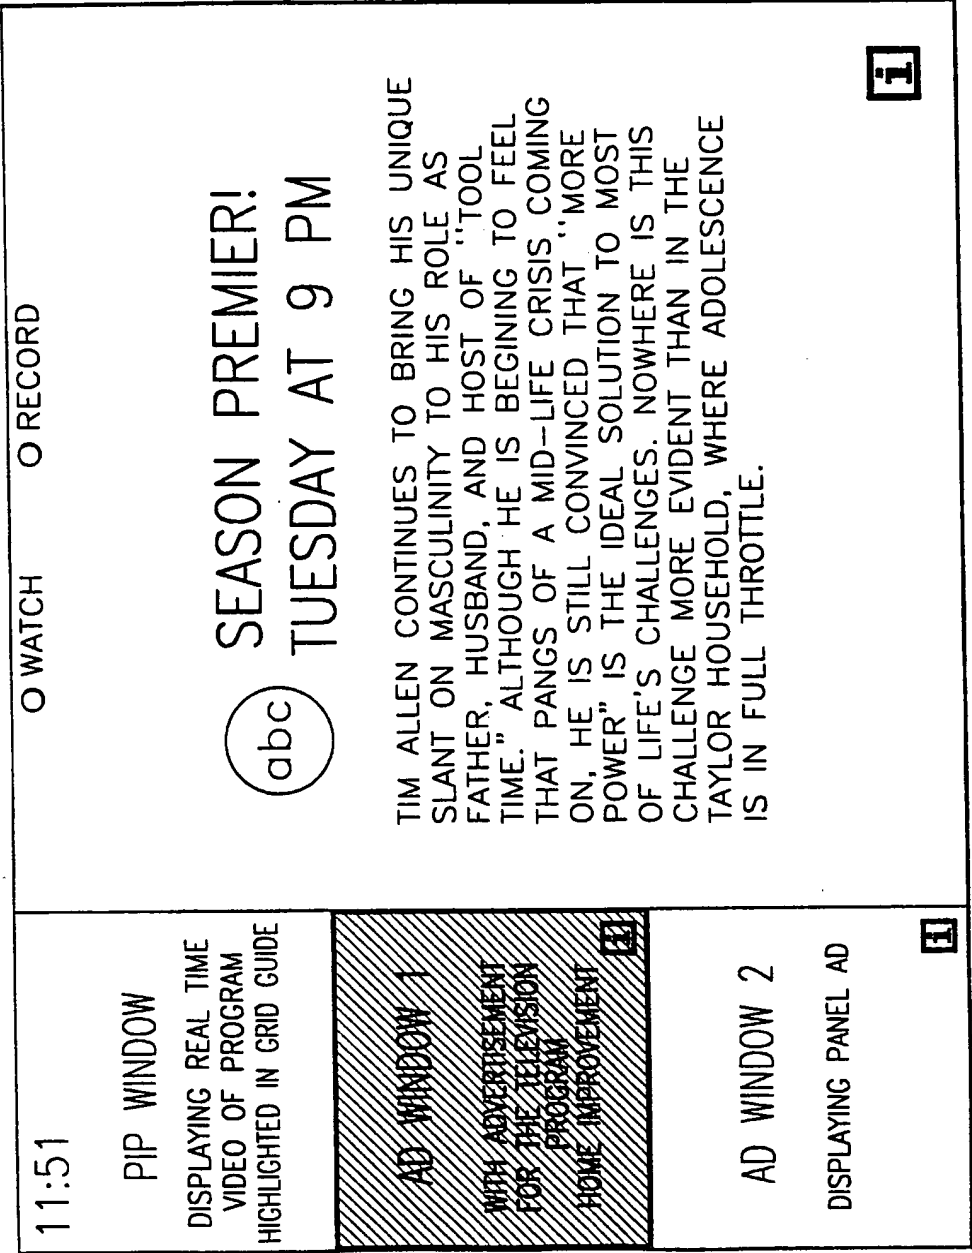 11:51
PIP WINDOW
DISPLAYING REAL TIME
VIDEO OF PROGRAM
HIGHLIGHTED IN GRID GUIDE
AD WINDOW 1
WITH ADVERTISEMENT
FOR THE TELEVISION
PROGRAM
HOME IMPROVEMENT
i
AD WINDOW 2
DISPLAYING PANEL AD
i
O WATCH O RECORD
abc
SEASON PREMIER!
TUESDAY AT 9 PM
TIM ALLEN CONTINUES TO BRING HIS UNIQUE
SLANT ON MASCULINITY TO HIS ROLE AS
FATHER, HUSBAND, AND HOST OF "TOOL
TIME." ALTHOUGH HE IS BEGINING TO FEEL
THAT PANGS OF A MID-LIFE CRISIS COMING
ON, HE IS STILL CONVINCED THAT "MORE
POWER" IS THE IDEAL SOLUTION TO MOST
OF LIFE'S CHALLENGES. NOWHERE IS THIS
CHALLENGE MORE EVIDENT THAN IN THE
TAYLOR HOUSEHOLD, WHERE ADOLESCENCE
IS IN FULL THROTTLE.
i